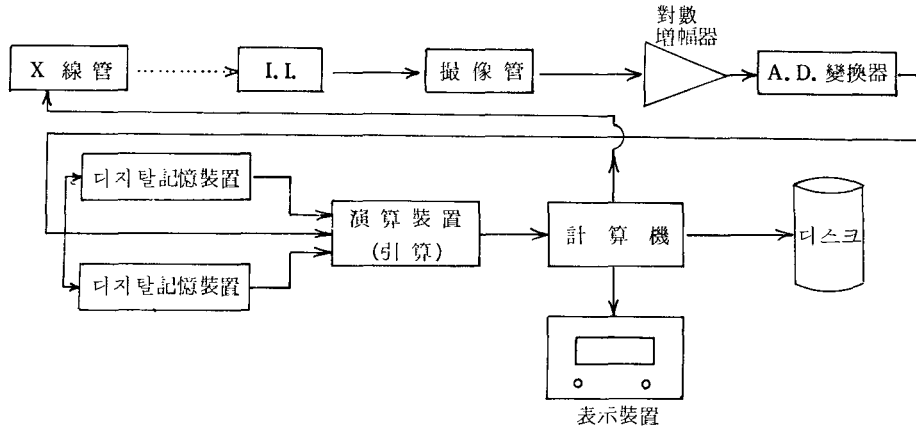 對數
增幅器
X 線管
I.I.
撮像管
A.D. 變換器
디지탈記憶裝置
演算裝置
(引算)
計算機
디스크
디지탈記憶裝置
表示裝置